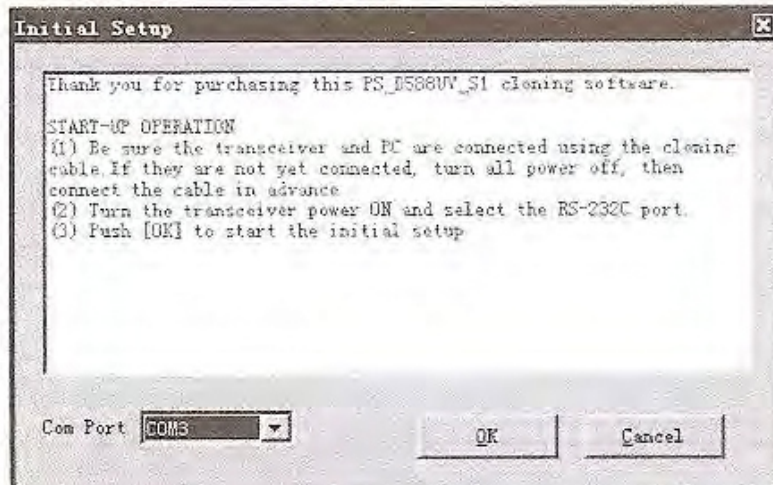 Initial Setup
Thank you for purchasing this PS_D588UV_S1 cloning software.
START-UP OPERATION
(1) Be sure the transceiver and PC are connected using the cloning
cable.If they are not yet connected, turn all power off, then
connect the cable in advance
(2) Turn the transceiver power ON and select the RS-232C port.
(3) Push [OK] to start the initial setup
Com Port COM3
OK
Cancel